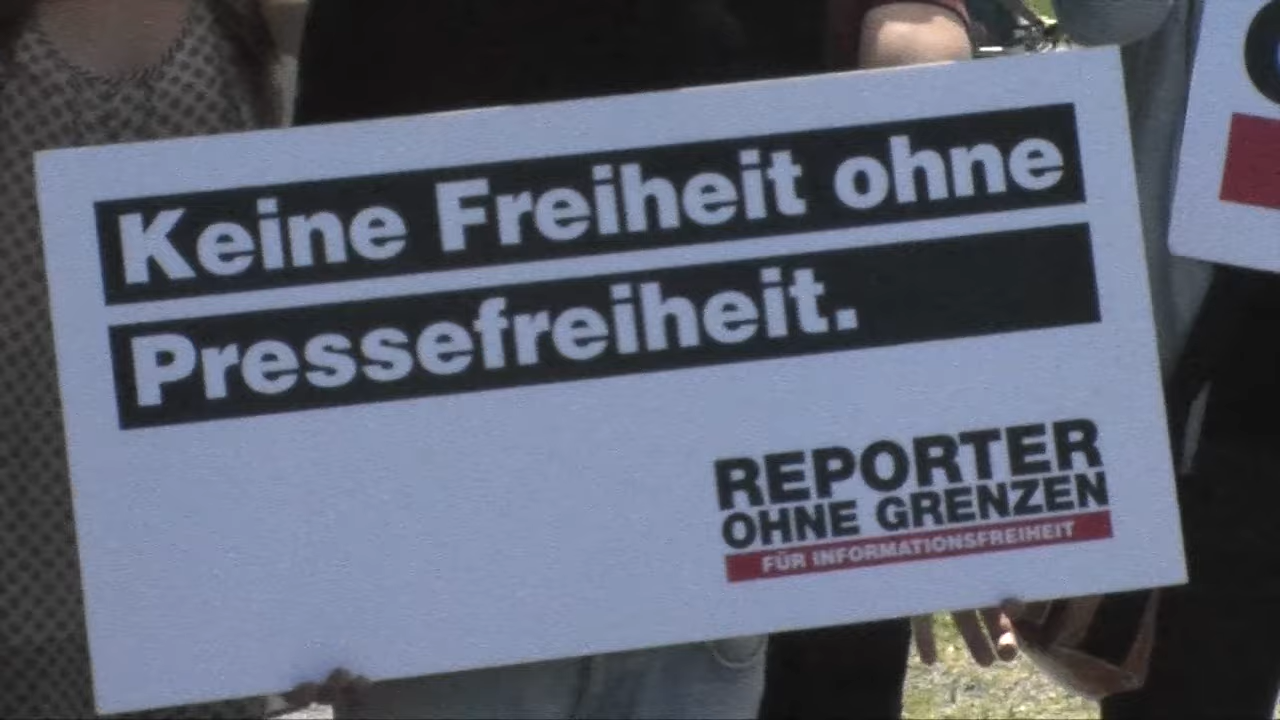 Keine Freiheit ohne
Pressefreiheit.
REPORTER
OHNE GRENZEN
FÜR INFORMATIONSFREIHEIT